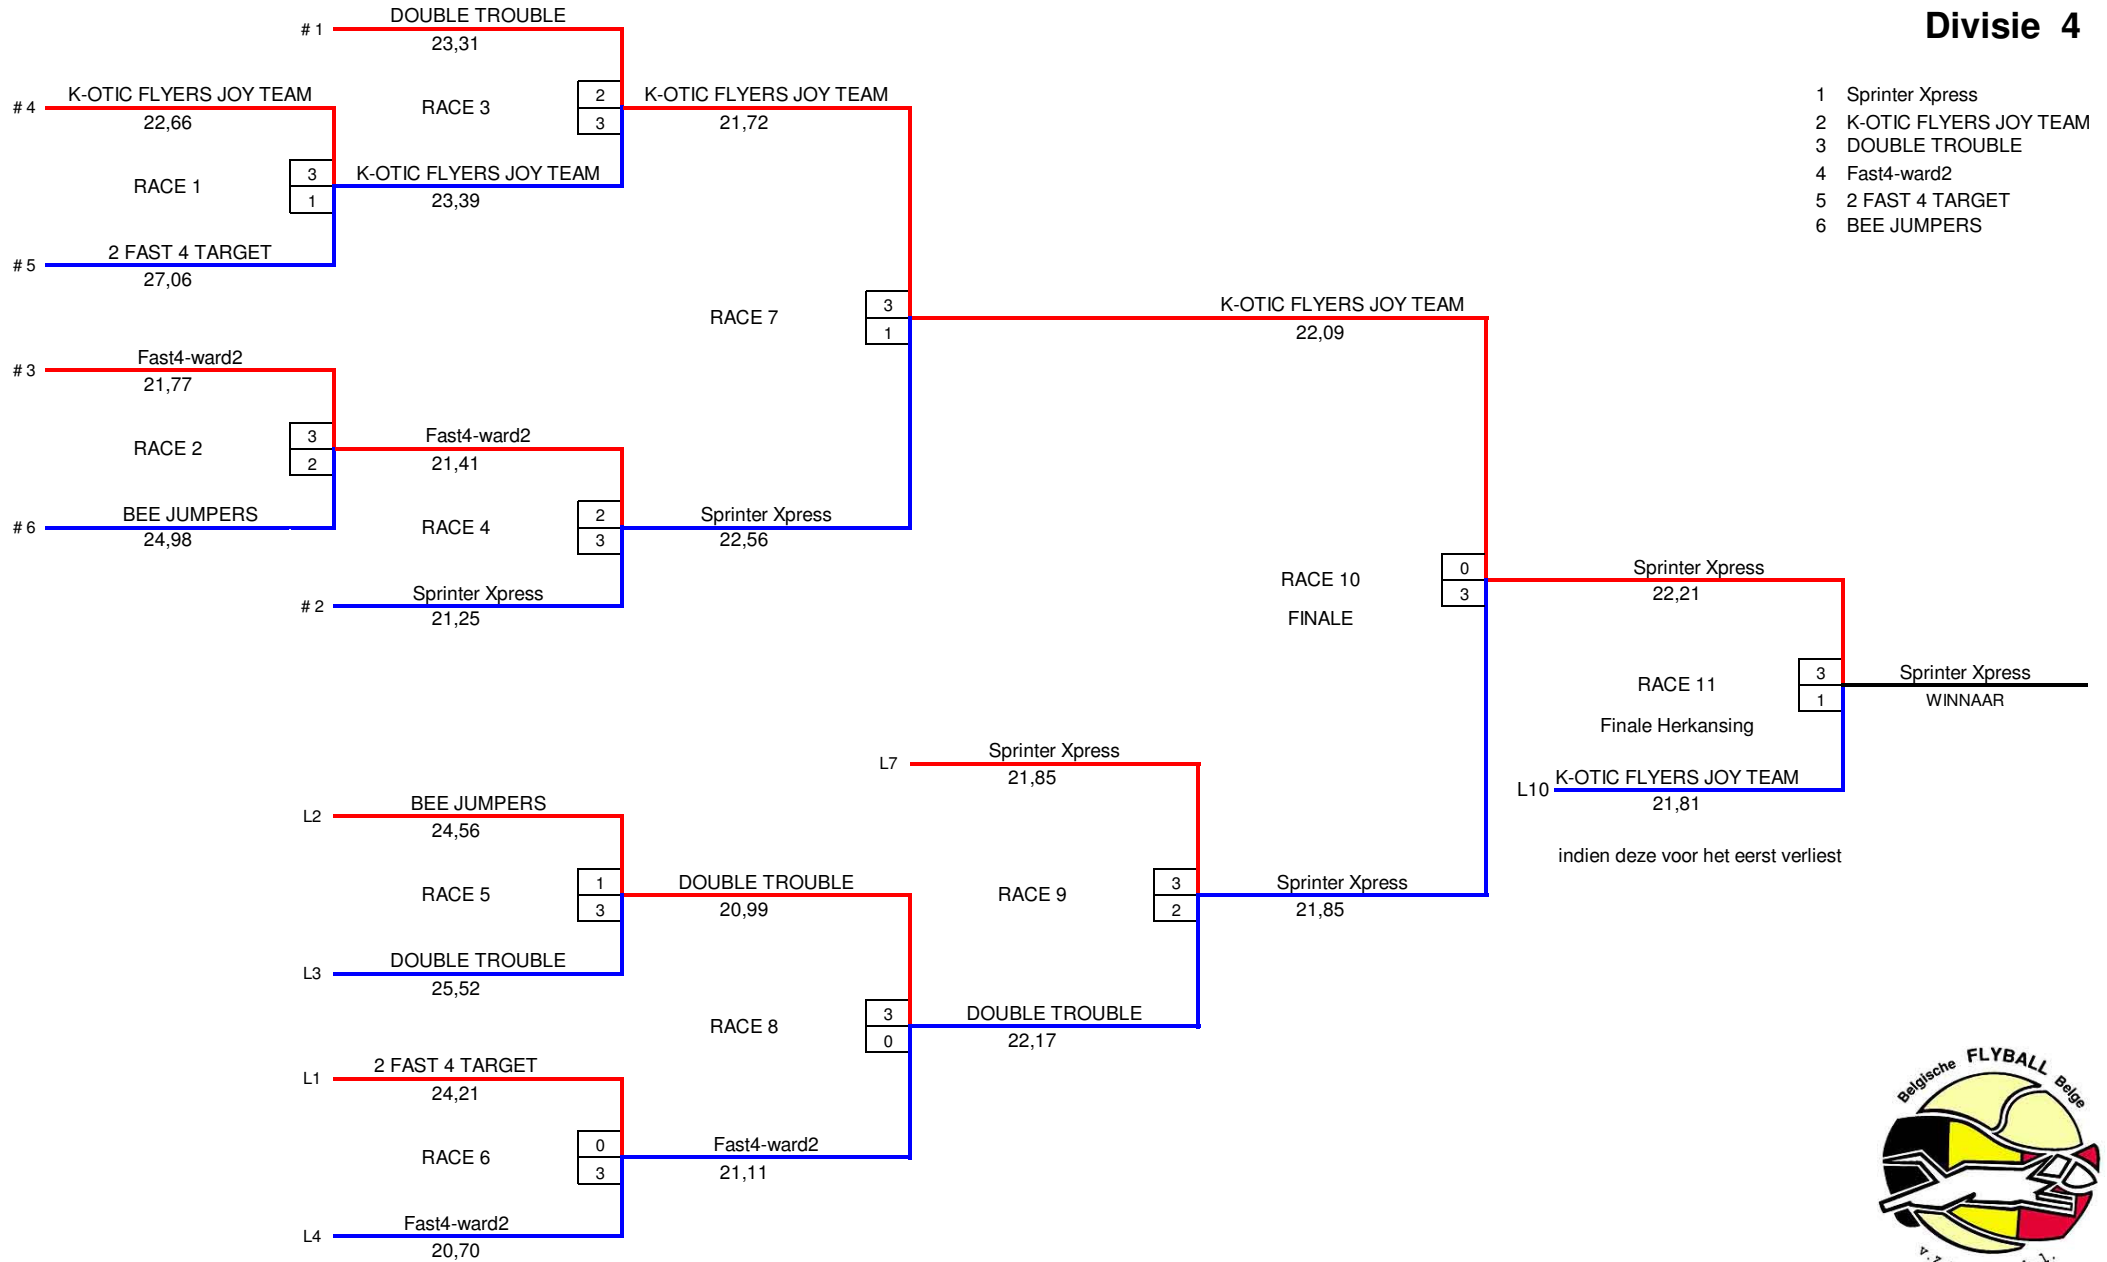 Divisie 4
1 Sprinter Xpress
2 K-OTIC FLYERS JOY TEAM
3 DOUBLE TROUBLE
4 Fast4-ward2
5 2 FAST 4 TARGET
6 BEE JUMPERS
# 1 DOUBLE TROUBLE
23,31
# 4 K-OTIC FLYERS JOY TEAM
22,66
RACE 1
3
1
# 5 2 FAST 4 TARGET
27,06
RACE 3
2
3
K-OTIC FLYERS JOY TEAM
23,39
K-OTIC FLYERS JOY TEAM
21,72
# 3 Fast4-ward2
21,77
RACE 2
3
2
# 6 BEE JUMPERS
24,98
Fast4-ward2
21,41
RACE 4
2
3
# 2 Sprinter Xpress
21,25
Sprinter Xpress
22,56
RACE 7
3
1
K-OTIC FLYERS JOY TEAM
22,09
RACE 10
FINALE
0
3
Sprinter Xpress
22,21
RACE 11
Finale Herkansing
3
1
Sprinter Xpress
WINNAAR
L10 K-OTIC FLYERS JOY TEAM
21,81
indien deze voor het eerst verliest
L7 Sprinter Xpress
21,85
L2 BEE JUMPERS
24,56
RACE 5
1
3
L3 DOUBLE TROUBLE
25,52
DOUBLE TROUBLE
20,99
RACE 9
3
2
Sprinter Xpress
21,85
RACE 8
3
0
DOUBLE TROUBLE
22,17
L1 2 FAST 4 TARGET
24,21
RACE 6
0
3
L4 Fast4-ward2
20,70
Fast4-ward2
21,11
Belgische FLYBALL Belge